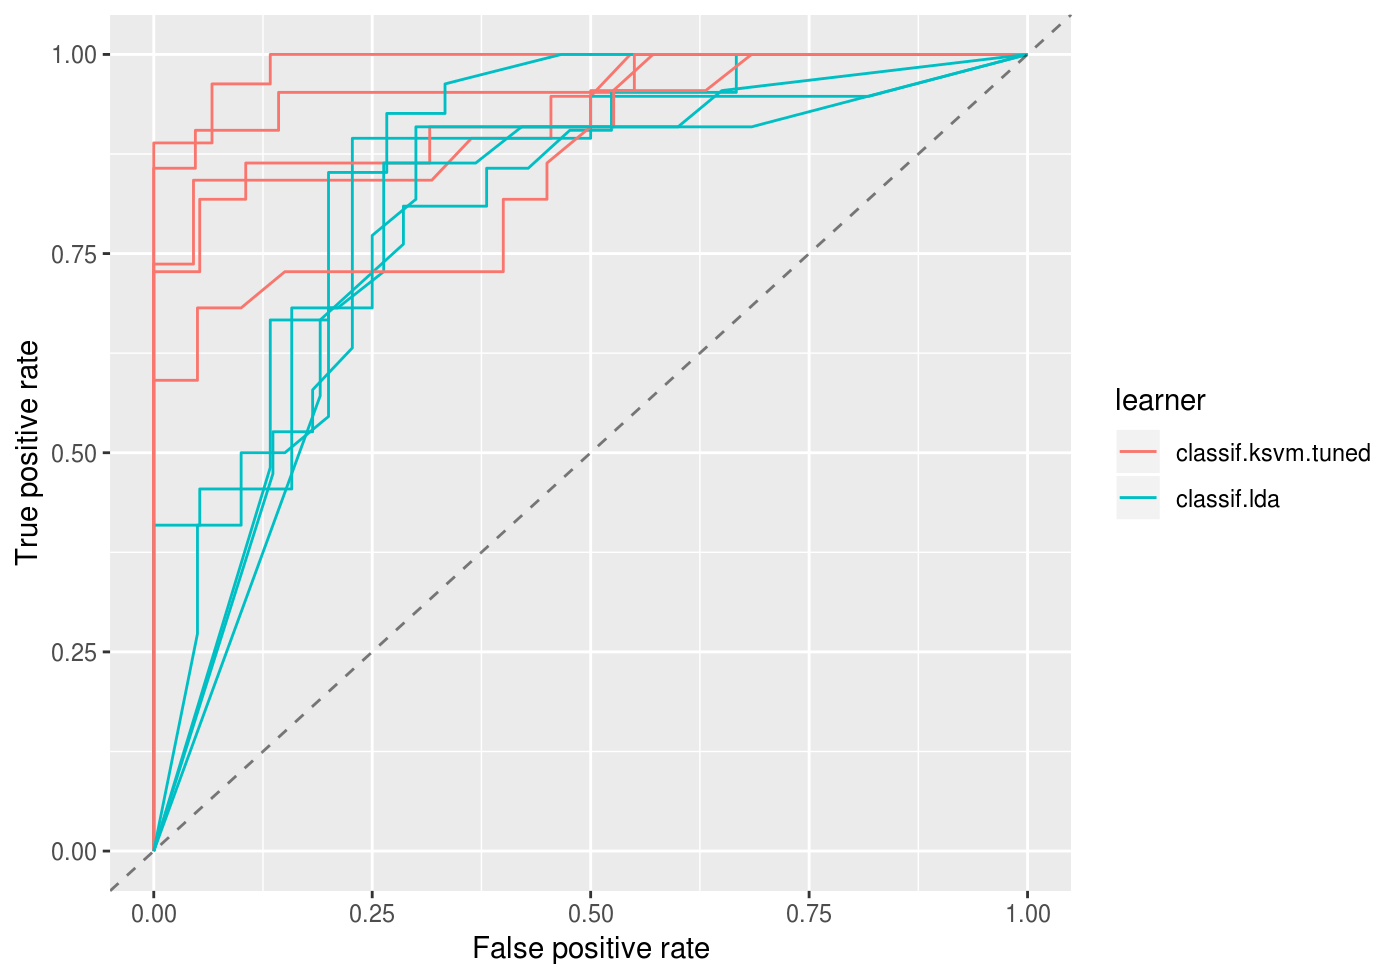 1.00
0.75
0.50
0.25
0.00
True positive rate
0.00 0.25 0.50 0.75 1.00
False positive rate
learner
classif.ksvm.tuned
classif.lda